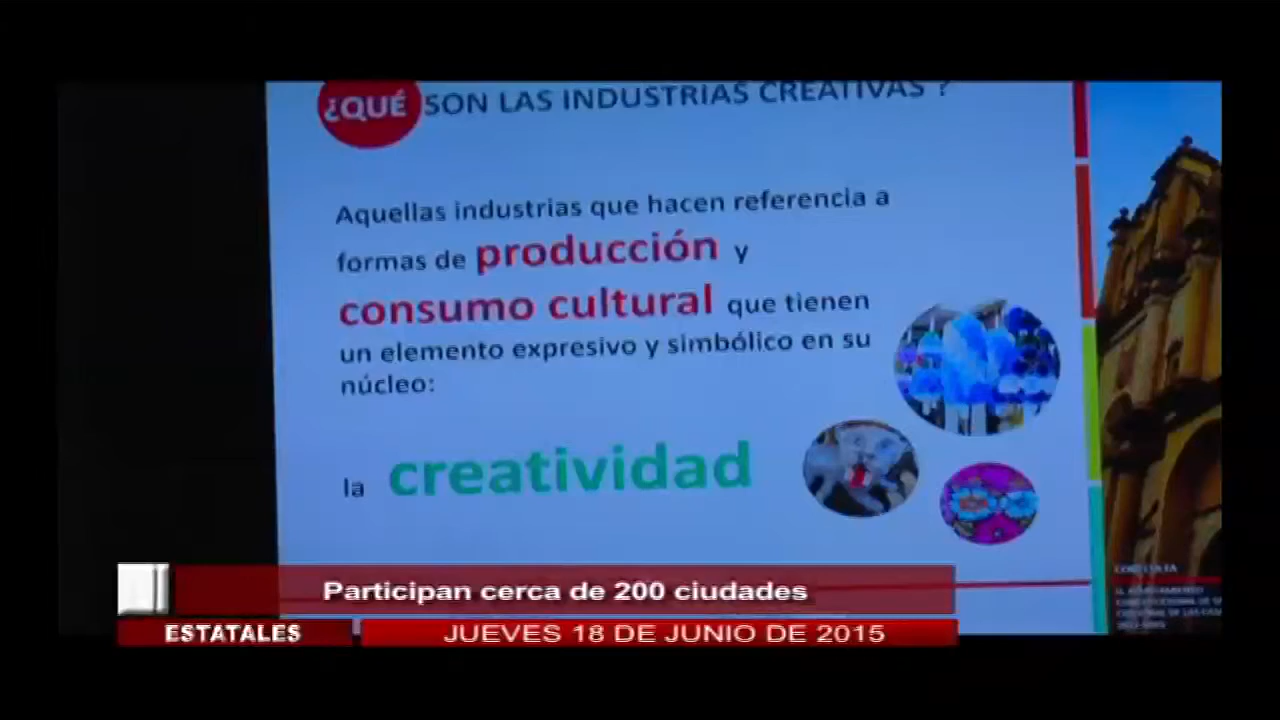 ¿QUÉ SON LAS INDUSTRIAS CREATIVAS ?
Aquellas industrias que hacen referencia a
formas de producción y
consumo cultural que tienen
un elemento expresivo y simbólico en su
núcleo:
la creatividad
Participan cerca de 200 ciudades
ESTATALES
JUEVES 18 DE JUNIO DE 2015